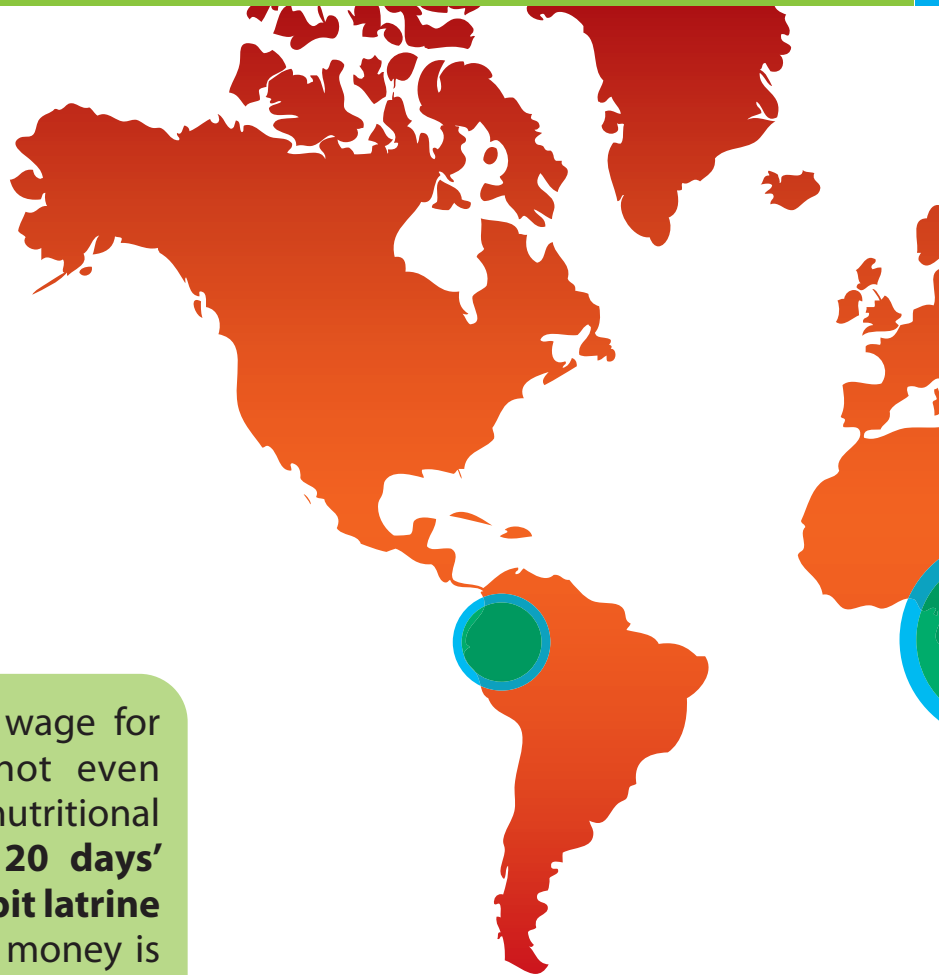 wage for
not even
nutritional
20 days’
pit latrine
money is